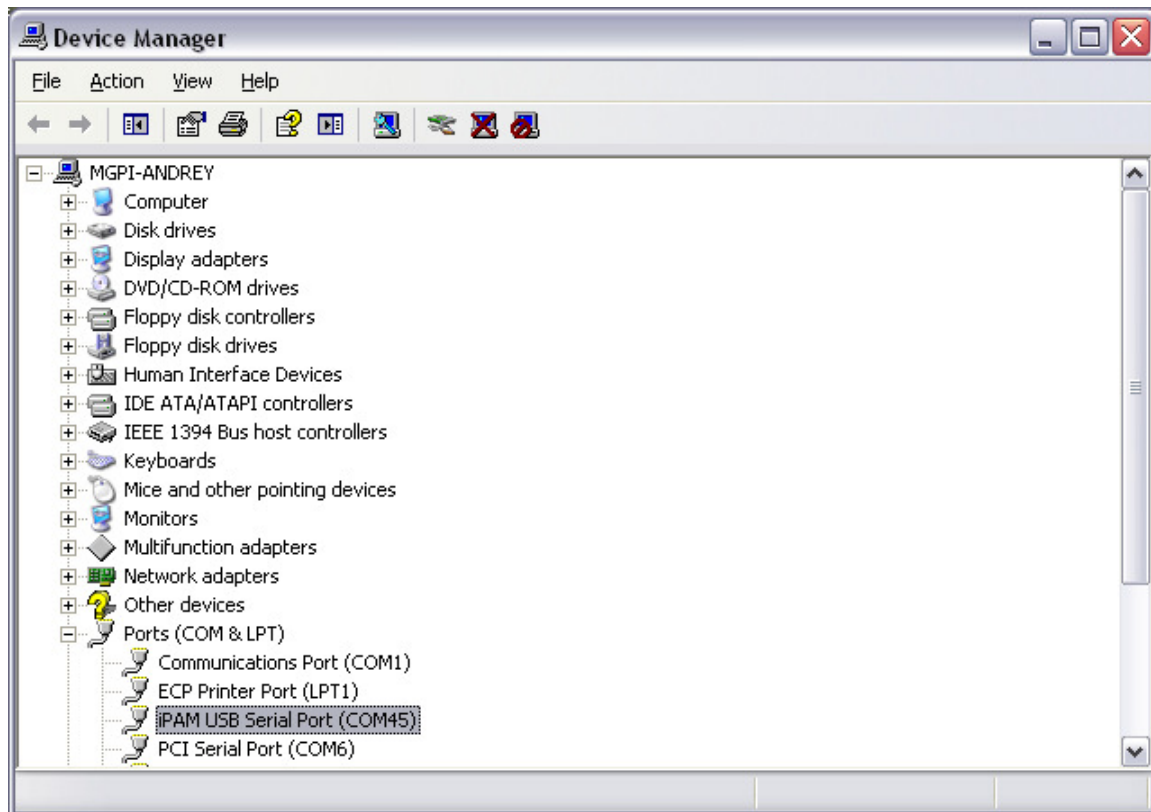 Device Manager
File Action View Help
MGPI-ANDREY
Computer
Disk drives
Display adapters
DVD/CD-ROM drives
Floppy disk controllers
Floppy disk drives
Human Interface Devices
IDE ATA/ATAPI controllers
IEEE 1394 Bus host controllers
Keyboards
Mice and other pointing devices
Monitors
Multifunction adapters
Network adapters
Other devices
Ports (COM & LPT)
Communications Port (COM1)
ECP Printer Port (LPT1)
iPAM USB Serial Port (COM45)
PCI Serial Port (COM6)